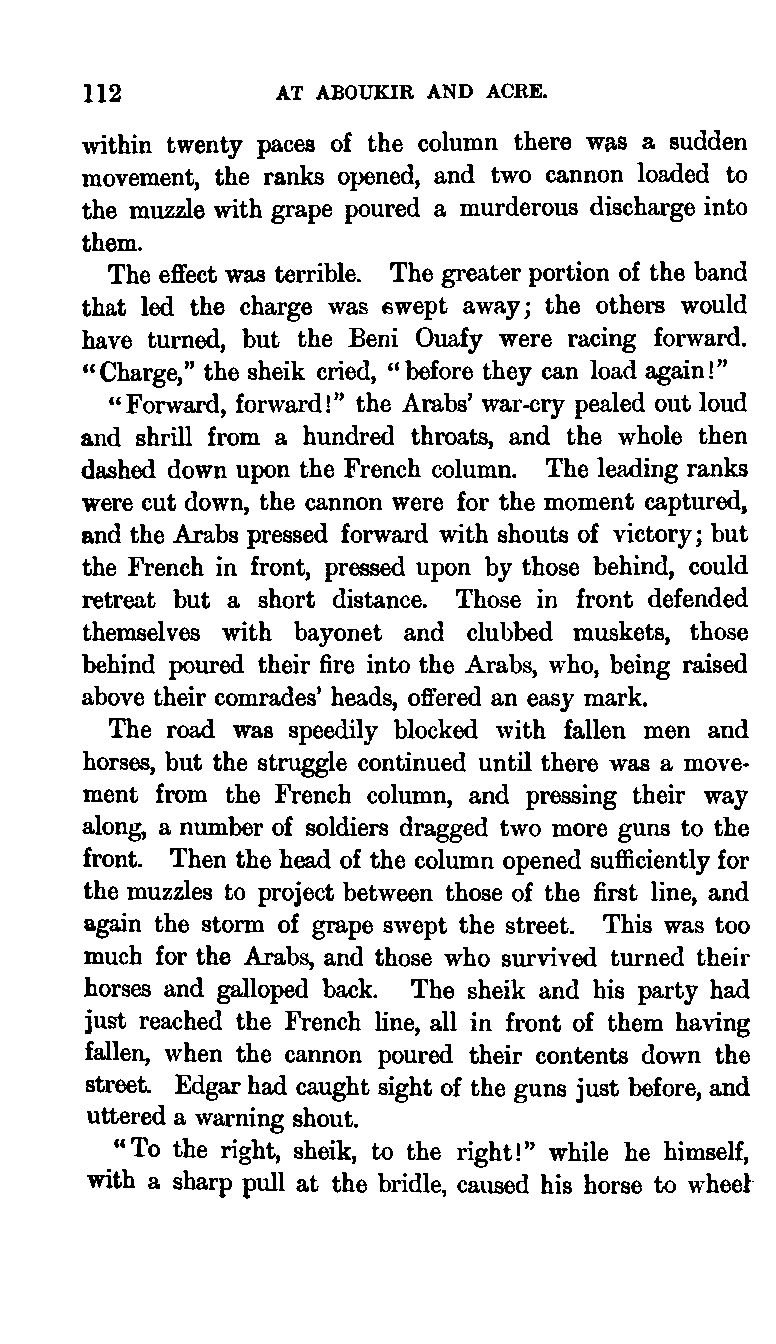 112 AT ABOUKIR AND ACRE.
within twenty paces of the column there was a sudden
movement, the ranks opened, and two cannon loaded to
the muzzle with grape poured a murderous discharge into
them.
The effect was terrible. The greater portion of the band
that led the charge was swept away; the others would
have turned, but the Beni Ouafy were racing forward.
"Charge," the sheik cried, "before they can load again!"
"Forward, forward!" the Arabs' war-cry pealed out loud
and shrill from a hundred throats, and the whole then
dashed down upon the French column. The leading ranks
were cut down, the cannon were for the moment captured,
and the Arabs pressed forward with shouts of victory; but
the French in front, pressed upon by those behind, could
retreat but a short distance. Those in front defended
themselves with bayonet and clubbed muskets, those
behind poured their fire into the Arabs, who, being raised
above their comrades' heads, offered an easy mark.
The road was speedily blocked with fallen men and
horses, but the struggle continued until there was a move-
ment from the French column, and pressing their way
along, a number of soldiers dragged two more guns to the
front. Then the head of the column opened sufficiently for
the muzzles to project between those of the first line, and
again the storm of grape swept the street. This was too
much for the Arabs, and those who survived turned their
horses and galloped back. The sheik and his party had
just reached the French line, all in front of them having
fallen, when the cannon poured their contents down the
street. Edgar had caught sight of the guns just before, and
uttered a warning shout.
"To the right, sheik, to the right!" while he himself,
with a sharp pull at the bridle, caused his horse to wheel